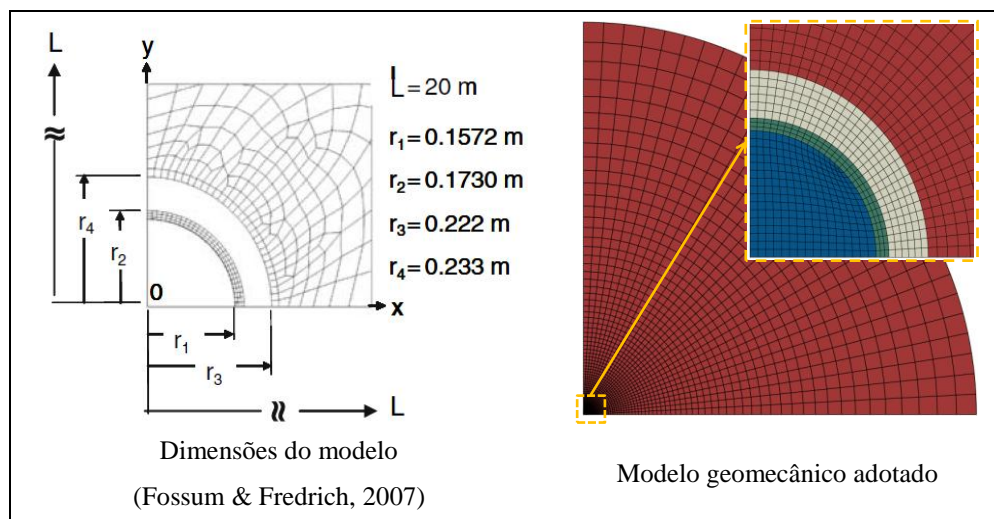 L
y
L = 20 m
r₁ = 0.1572 m
r₂ = 0.1730 m
r₃ = 0.222 m
r₄ = 0.233 m
≈
r₄
r₂
0
x
r₁
r₃
≈
L
Dimensões do modelo
(Fossum & Fredrich, 2007)
Modelo geomecânico adotado